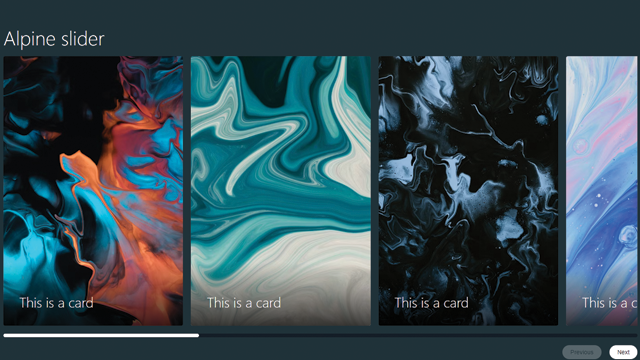 Alpine slider
This is a card
This is a card
This is a card
This is a c
Previous
Next